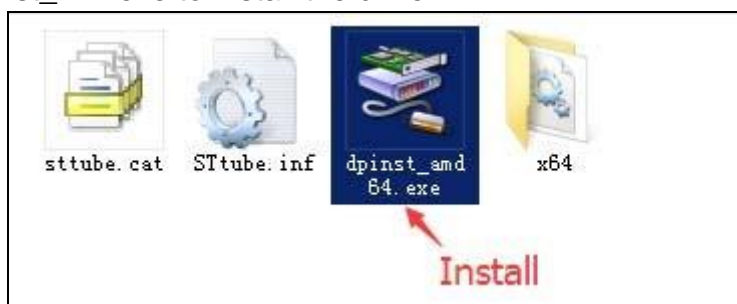 sttube.cat
STtube.inf
dpinst_amd
64.exe
x64
Install